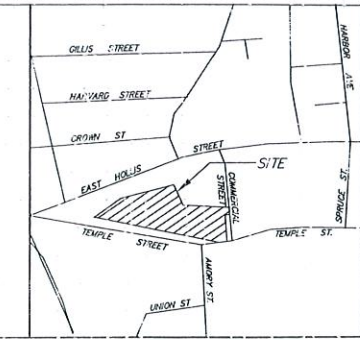 GILLIS STREET
HARVARD STREET
CROWN ST
EAST HOLLIS STREET
SITE
COMMERCIAL STREET
HARBOR AVE
SPRUCE ST.
TEMPLE STREET
TEMPLE ST.
AMORY ST.
UNION ST